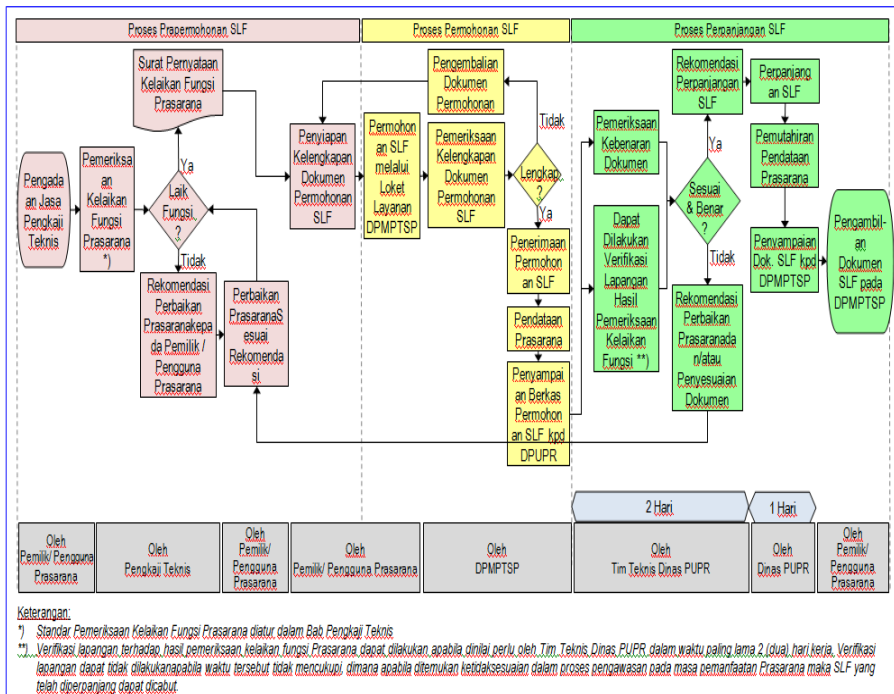 Proses Prapermohonan SLF
Proses Permohonan SLF
Proses Perpanjangan SLF
Surat Pernyataan
Kelaikan Fungsi
Prasarana
Pengada
an Jasa
Pengkaji
Teknis
Pemeriksa
an
Kelaikan
Fungsi
Prasarana
*)
Ya
Laik
Fungsi
?
Tidak
Rekomendasi
Perbaikan
Prasaranakepa
da Pemilik /
Pengguna
Prasarana
Perbaikan
PrasaranaS
esuai
Rekomenda
si
Penyiapan
Kelengkapan
Dokumen
Permohonan
SLF
Pengembalian
Dokumen
Permohonan
Permohon
an SLF
melalui
Loket
Layanan
DPMPTSP
Pemeriksaan
Kelengkapan
Dokumen
Permohonan
SLF
Tidak
Lengkap
?
Ya
Penerimaan
Permohon
an SLF
Pendataan
Prasarana
Penyampai
an Berkas
Permohon
an SLF kpd
DPUPR
Pemeriksaan
Kebenaran
Dokumen
Dapat
Dilakukan
Verifikasi
Lapangan
Hasil
Pemeriksaan
Kelaikan
Fungsi **)
Rekomendasi
Perpanjangan
SLF
Ya
Sesuai
& Benar
?
Tidak
Rekomendasi
Perbaikan
Prasaranada
n/atau
Penyesuaian
Dokumen
Perpanjang
an SLF
Pemutahiran
Pendataan
Prasarana
Penyampaian
Dok. SLF kpd
DPMPTSP
Pengambil-
an
Dokumen
SLF pada
DPMPTSP
2 Hari
1 Hari
Oleh
Pemilik/ Pengguna
Prasarana
Oleh
Pengkaji Teknis
Oleh
Pemilik/
Pengguna
Prasarana
Oleh
Pemilik/ Pengguna Prasarana
Oleh
DPMPTSP
Oleh
Tim Teknis Dinas PUPR
Oleh
Dinas PUPR
Oleh
Pemilik/
Pengguna
Prasarana
Keterangan:
*) Standar Pemeriksaan Kelaikan Fungsi Prasarana diatur dalam Bab Pengkaji Teknis
**) Verifikasi lapangan terhadap hasil pemeriksaan kelaikan fungsi Prasarana dapat dilakukan apabila dinilai perlu oleh Tim Teknis Dinas PUPR dalam waktu paling lama 2 (dua) hari kerja. Verifikasi
lapangan dapat tidak dilakukanapabila waktu tersebut tidak mencukupi, dimana apabila ditemukan ketidaksesuaian dalam proses pengawasan pada masa pemanfaatan Prasarana maka SLF yang
telah diperpanjang dapat dicabut.